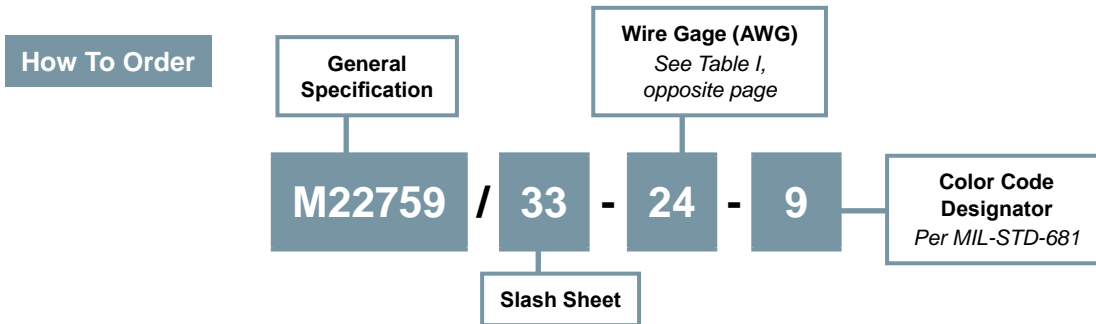 How To Order
General
Specification
Wire Gage (AWG)
See Table I,
opposite page
M22759 / 33 - 24 - 9
Color Code
Designator
Per MIL-STD-681
Slash Sheet